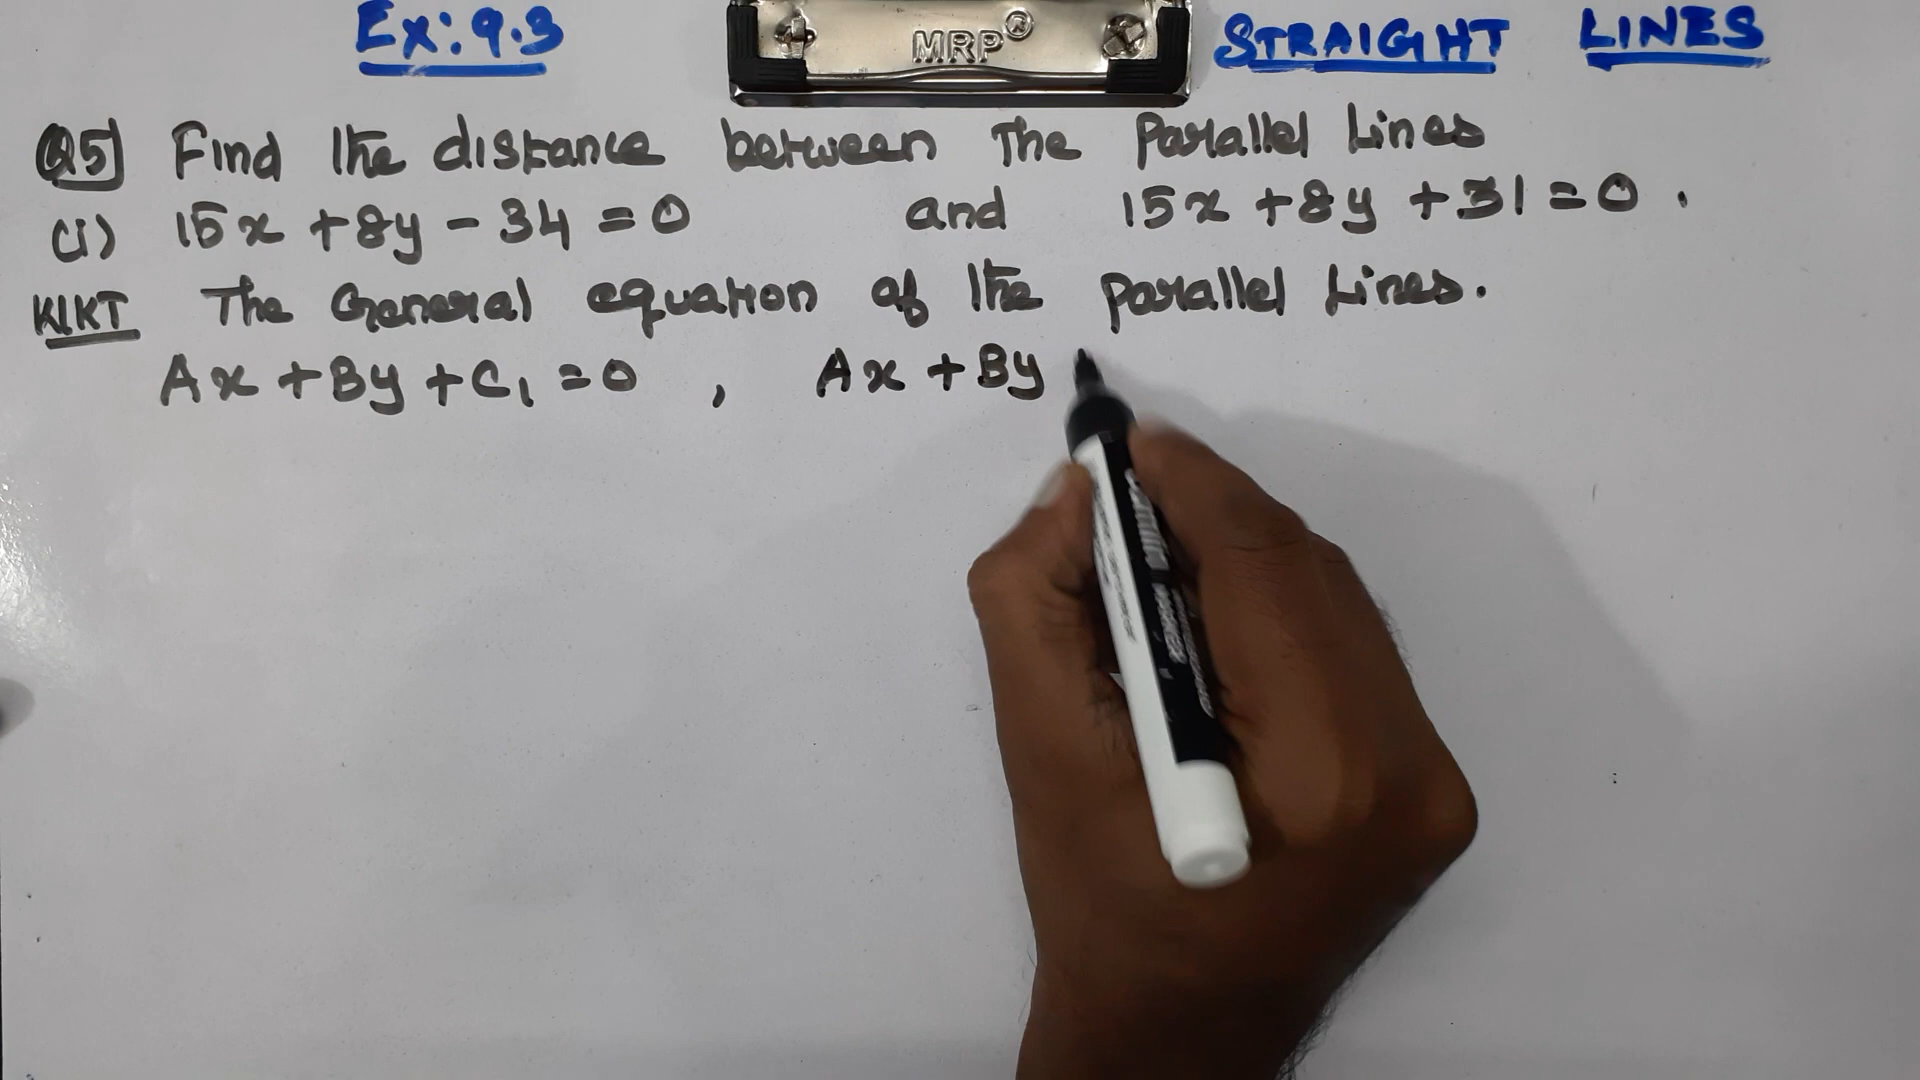 Ex: 9.3
MRP®
STRAIGHT LINES
Q5] Find the distance between The Parallel Lines
(i) 15x + 8y - 34 = 0 and 15x + 8y + 31 = 0 .
WKT The General equation of the parallel Lines.
Ax + By + C₁ = 0 , Ax + By
MARKER